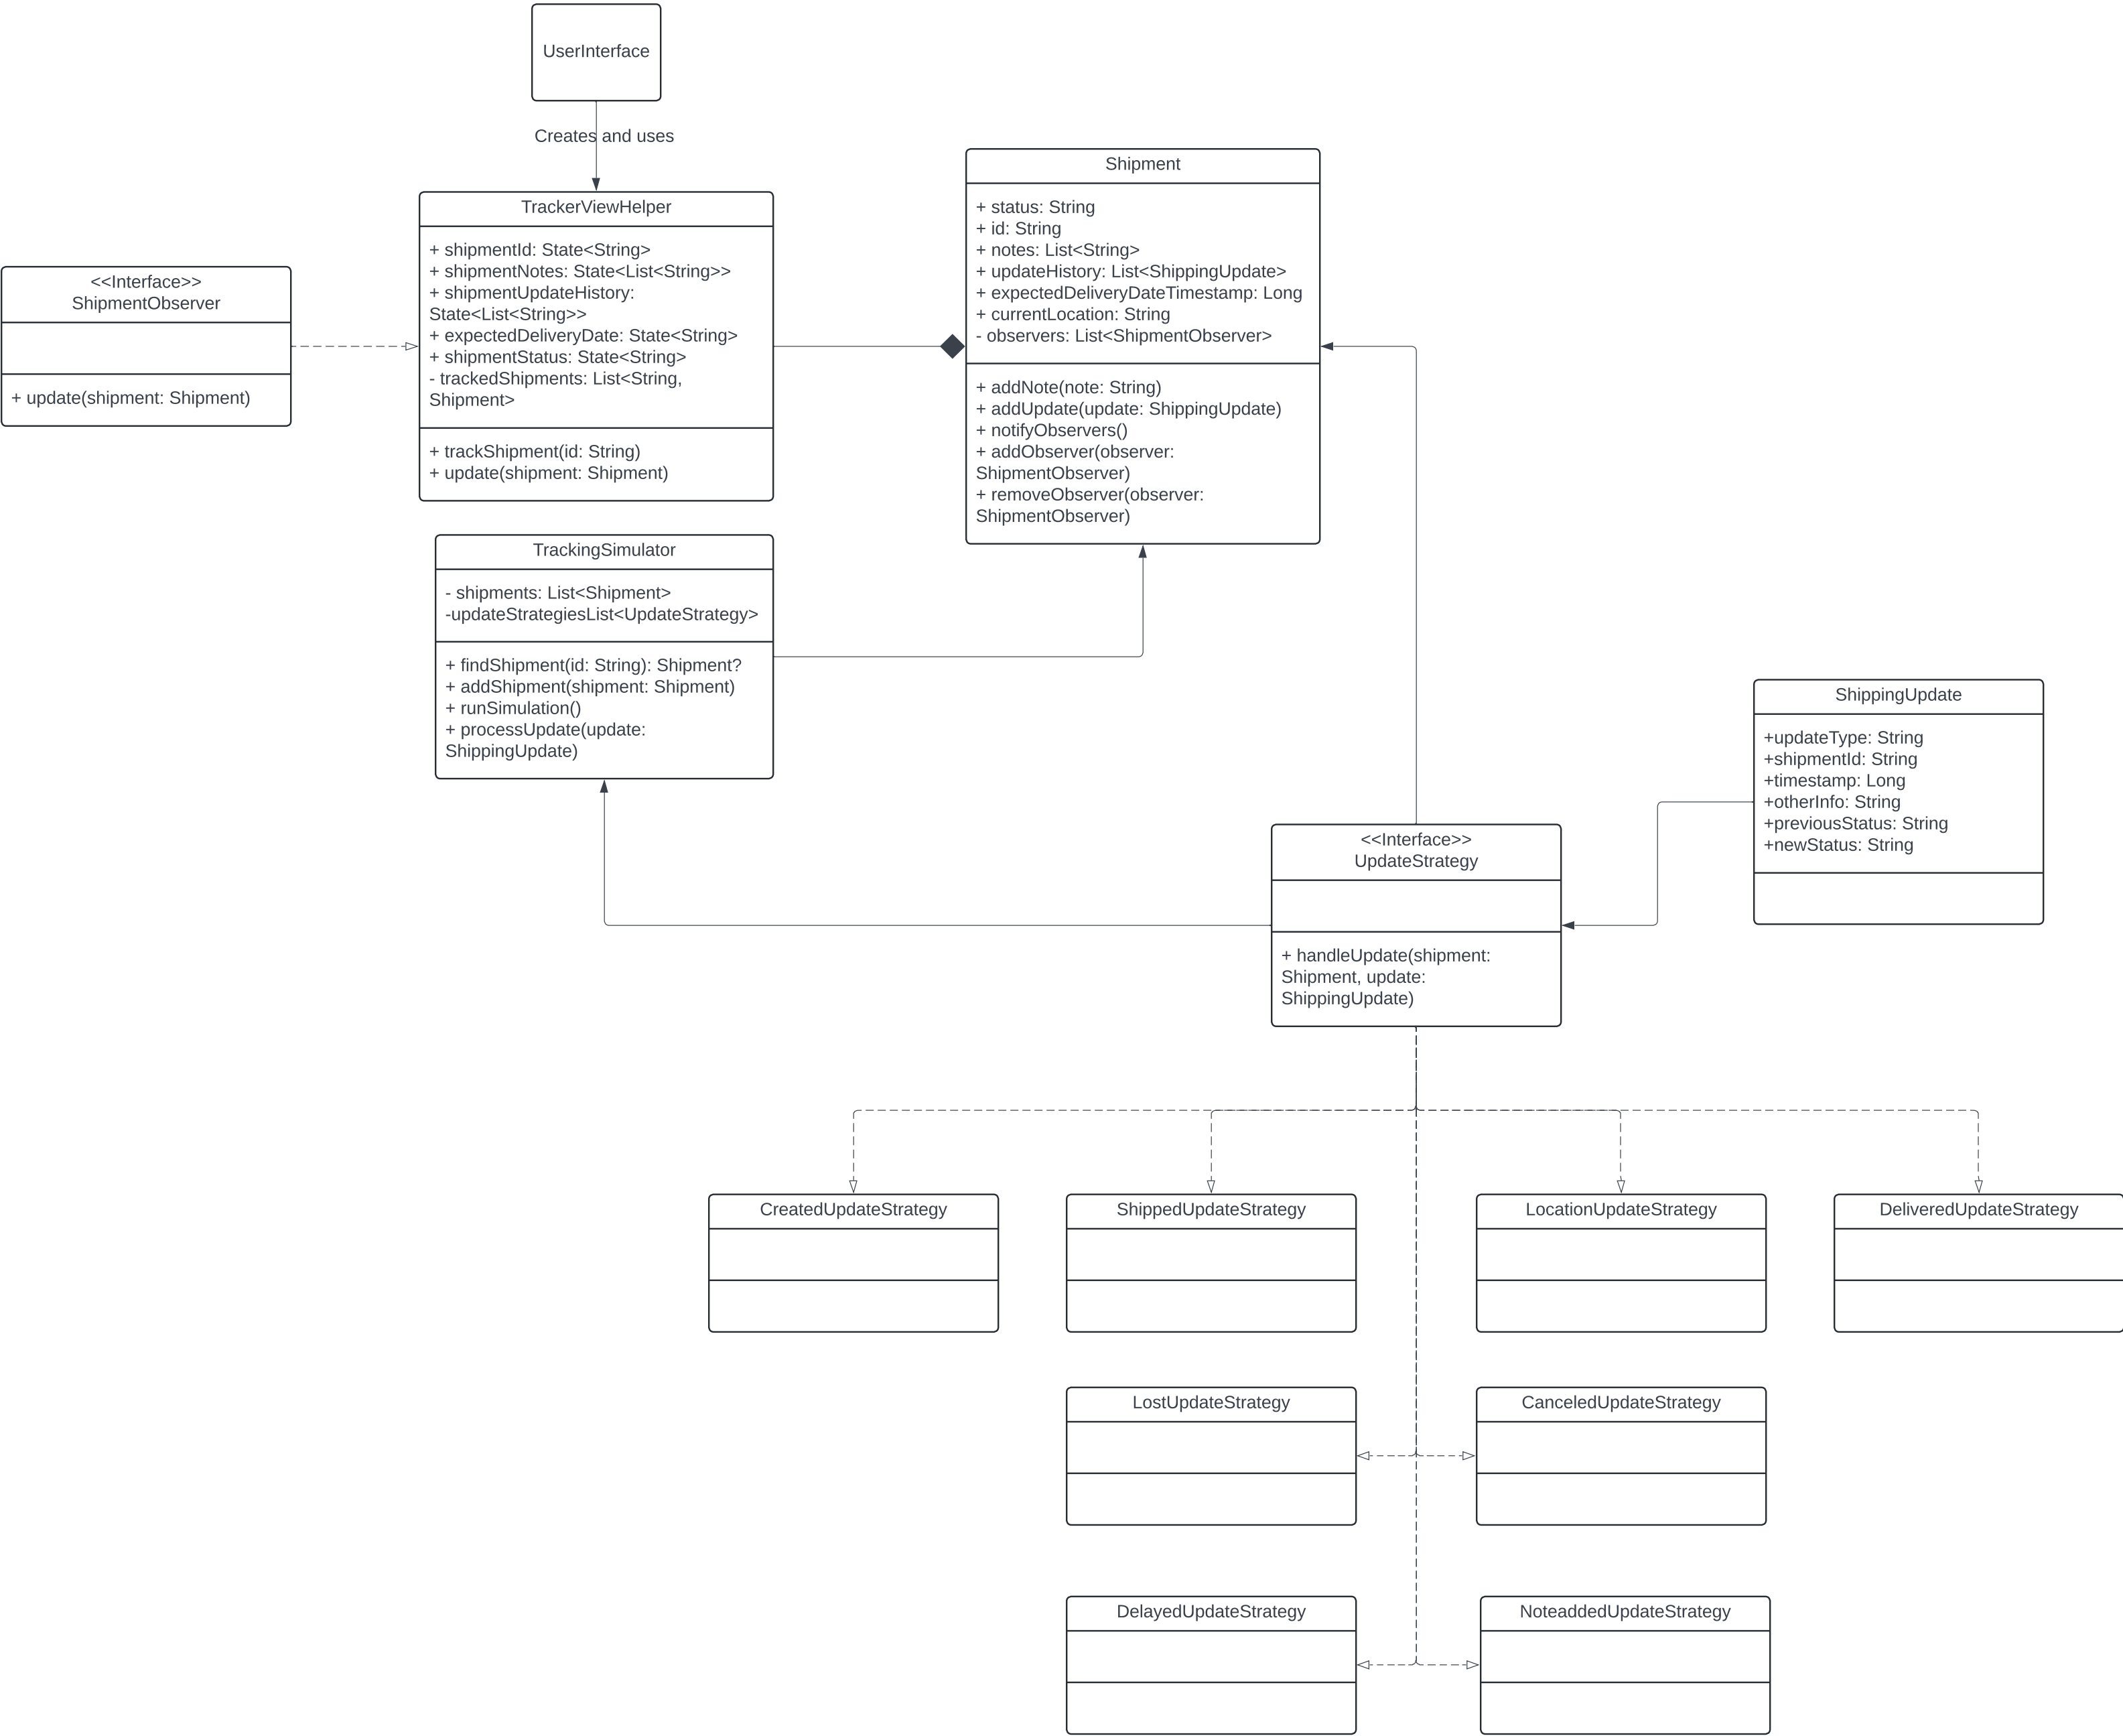 UserInterface
Creates and uses
<<Interface>>
ShipmentObserver
+ update(shipment: Shipment)
TrackerViewHelper
+ shipmentId: State<String>
+ shipmentNotes: State<List<String>>
+ shipmentUpdateHistory:
State<List<String>>
+ expectedDeliveryDate: State<String>
+ shipmentStatus: State<String>
- trackedShipments: List<String,
Shipment>
+ trackShipment(id: String)
+ update(shipment: Shipment)
Shipment
+ status: String
+ id: String
+ notes: List<String>
+ updateHistory: List<ShippingUpdate>
+ expectedDeliveryDateTimestamp: Long
+ currentLocation: String
- observers: List<ShipmentObserver>
+ addNote(note: String)
+ addUpdate(update: ShippingUpdate)
+ notifyObservers()
+ addObserver(observer:
ShipmentObserver)
+ removeObserver(observer:
ShipmentObserver)
TrackingSimulator
- shipments: List<Shipment>
-updateStrategiesList<UpdateStrategy>
+ findShipment(id: String): Shipment?
+ addShipment(shipment: Shipment)
+ runSimulation()
+ processUpdate(update:
ShippingUpdate)
ShippingUpdate
+updateType: String
+shipmentId: String
+timestamp: Long
+otherInfo: String
+previousStatus: String
+newStatus: String
<<Interface>>
UpdateStrategy
+ handleUpdate(shipment:
Shipment, update:
ShippingUpdate)
CreatedUpdateStrategy
ShippedUpdateStrategy
LocationUpdateStrategy
DeliveredUpdateStrategy
LostUpdateStrategy
CanceledUpdateStrategy
DelayedUpdateStrategy
NoteaddedUpdateStrategy